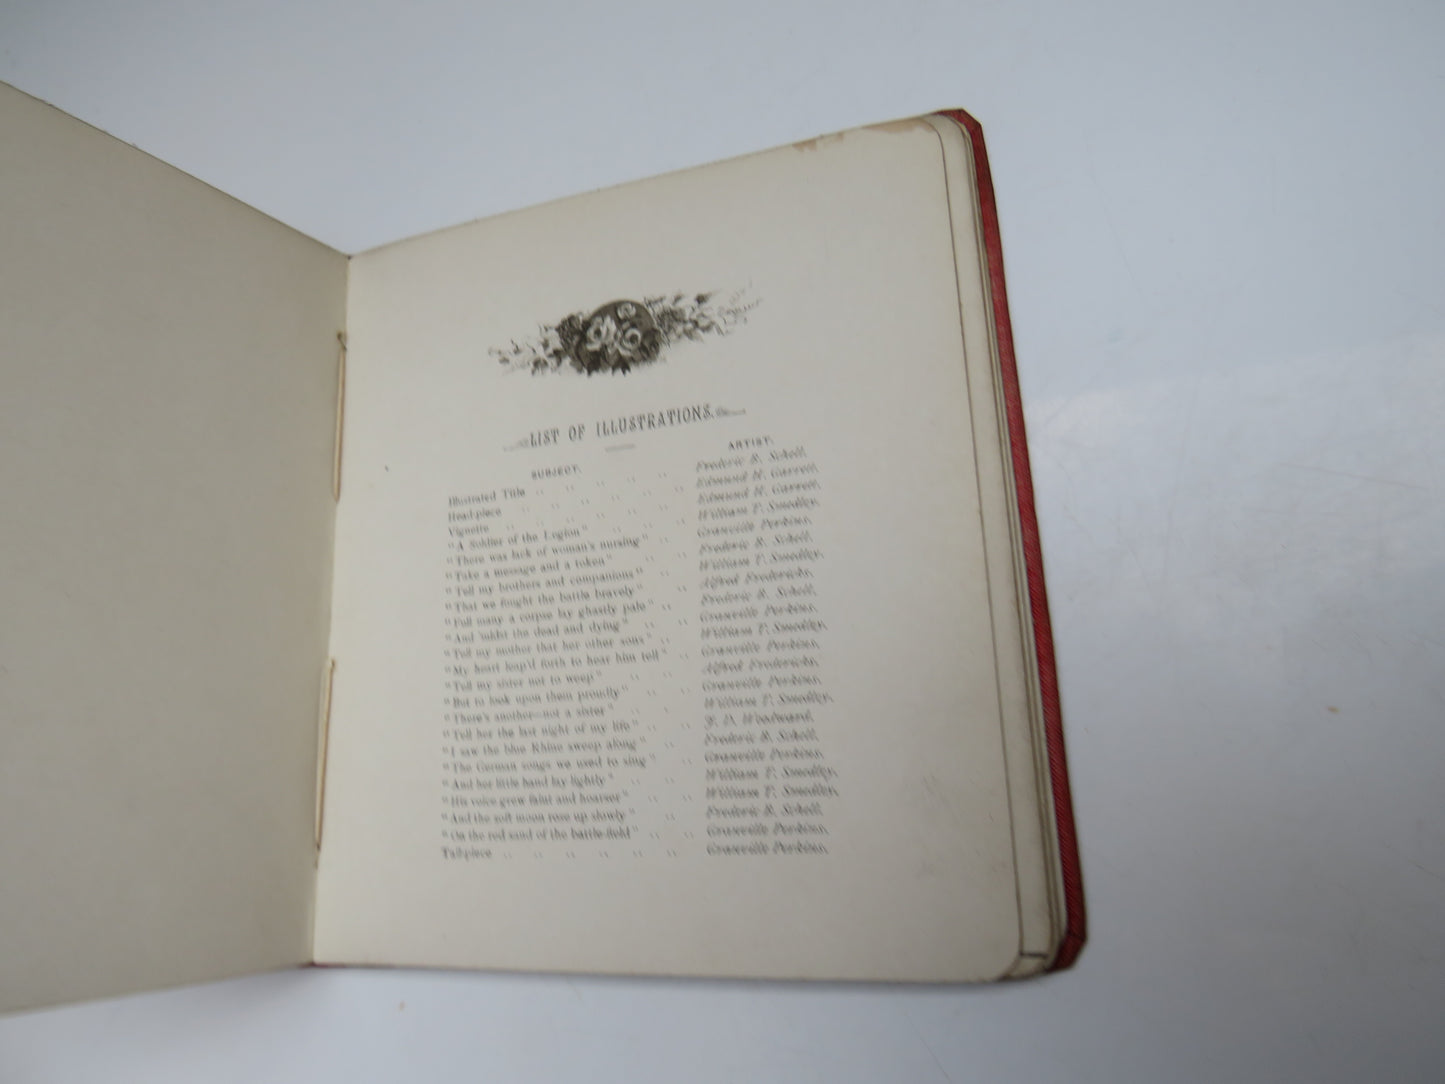 LIST OF ILLUSTRATIONS.
SUBJECT. ARTIST.
Illustrated Title .. .. .. .. .. Frederic B. Schell.
Head-piece .. .. .. .. .. Edmund H. Garrett.
Vignette .. .. .. .. .. Edmund H. Garrett.
"A Soldier of the Legion" .. .. .. William T. Smedley.
"There was lack of woman's nursing" .. Granville Perkins.
"Take a message and a token" .. .. Frederic B. Schell.
"Tell my brothers and companions" .. William T. Smedley.
"That we fought the battle bravely" .. Alfred Fredericks.
"Full many a corpse lay ghastly pale" .. Frederic B. Schell.
"And 'midst the dead and dying" .. .. Granville Perkins.
"Tell my mother that her other sons" .. William T. Smedley.
"My heart leap'd forth to hear him tell" .. Granville Perkins.
"Tell my sister not to weep" .. .. Alfred Fredericks.
"But to look upon them proudly" .. .. Granville Perkins.
"There's another—not a sister" .. .. William T. Smedley.
"Tell her the last night of my life" .. .. J. D. Woodward.
"I saw the blue Rhine sweep along" .. Frederic B. Schell.
"The German songs we used to sing" .. Granville Perkins.
"And her little hand lay lightly" .. .. William T. Smedley.
"His voice grew faint and hoarser" .. .. William T. Smedley.
"And the soft moon rose up slowly" .. Frederic B. Schell.
"On the red sand of the battle-field" .. .. Granville Perkins.
Tail-piece .. .. .. .. .. .. Granville Perkins.